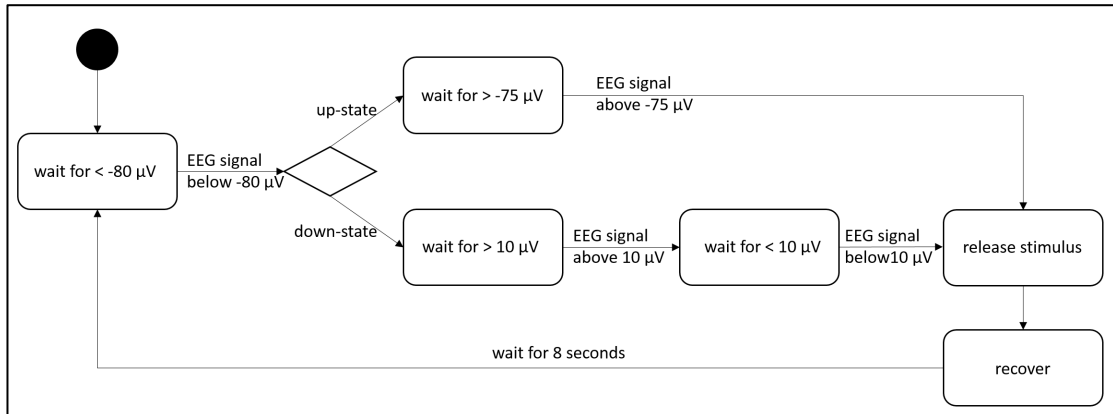 wait for > -75 µV
EEG signal
above -75 µV
up-state
wait for < -80 µV
EEG signal
below -80 µV
down-state
wait for > 10 µV
EEG signal
above 10 µV
wait for < 10 µV
EEG signal
below10 µV
release stimulus
wait for 8 seconds
recover